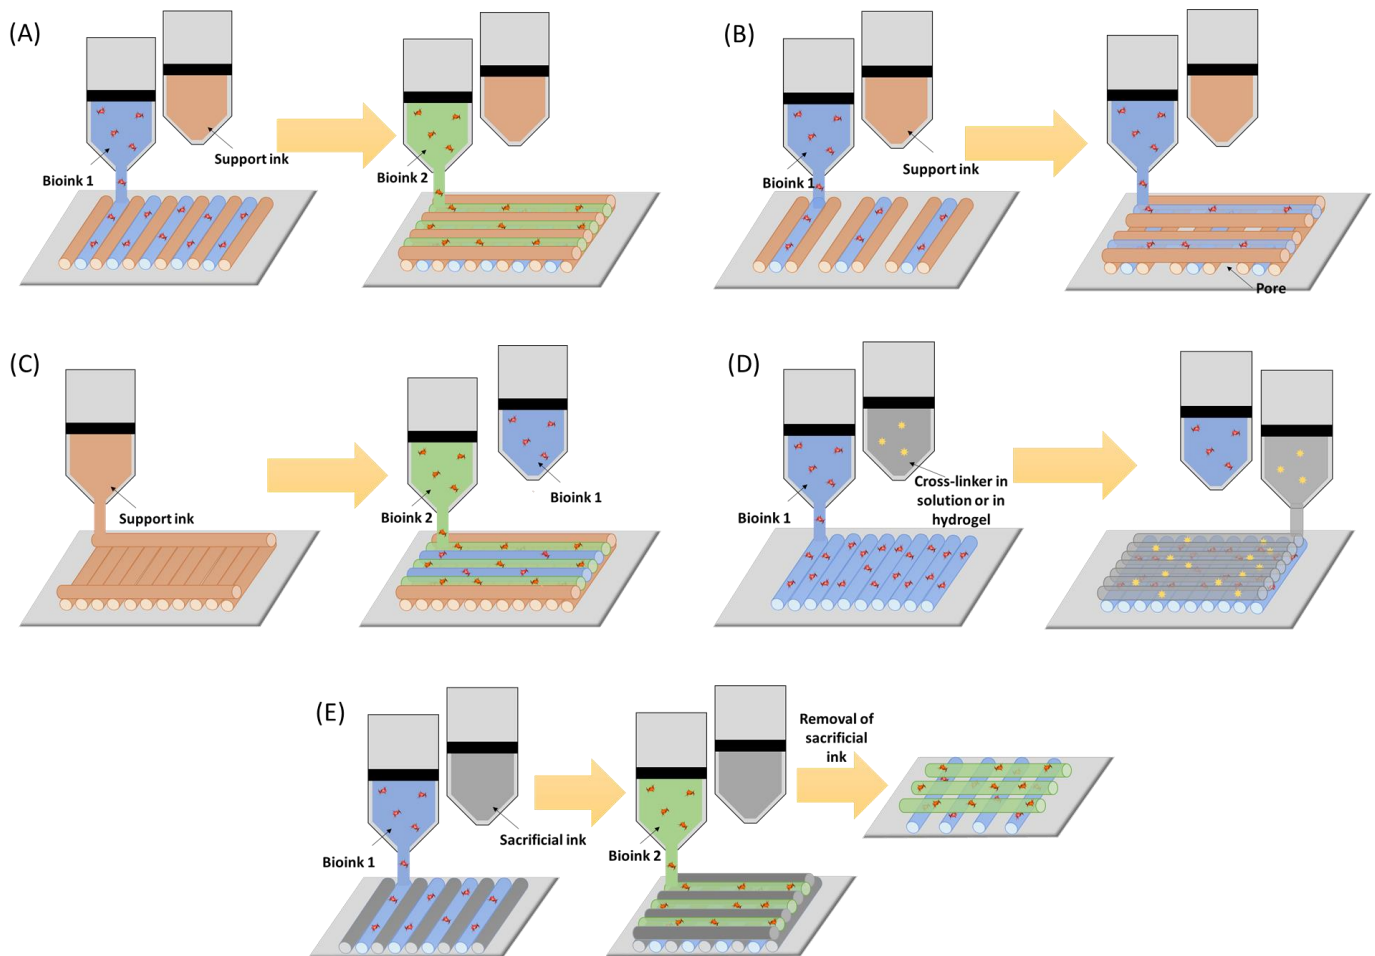 (A)
Support ink
Bioink 1
Bioink 2
(B)
Support ink
Bioink 1
Pore
(C)
Support ink
Bioink 1
Bioink 2
(D)
Cross-linker in
solution or in
hydrogel
Bioink 1
(E)
Sacrificial ink
Bioink 1
Bioink 2
Removal of
sacrificial
ink